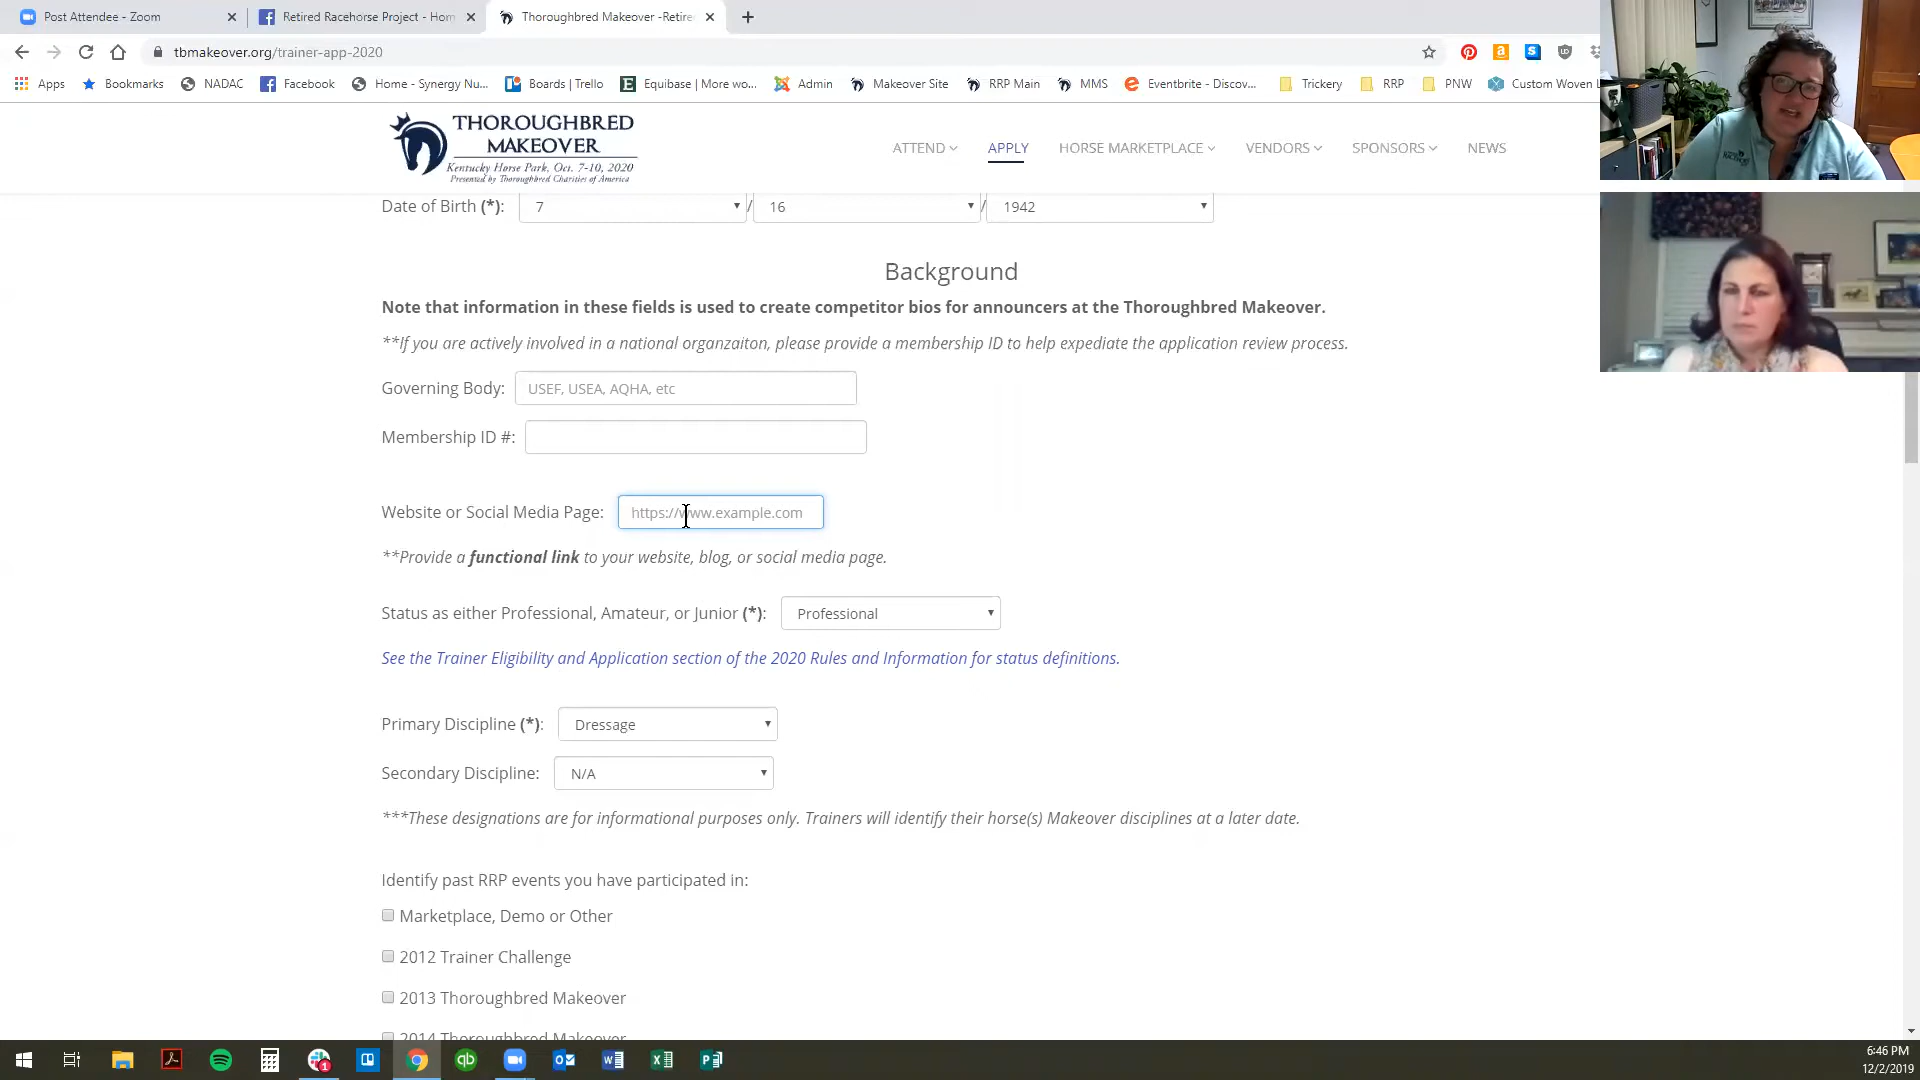 Post Attendee - Zoom
Retired Racehorse Project - Hom
Thoroughbred Makeover -Retire
tbmakeover.org/trainer-app-2020
Apps
Bookmarks
NADAC
Facebook
Home - Synergy Nu...
Boards | Trello
Equibase | More wo...
Admin
Makeover Site
RRP Main
MMS
Eventbrite - Discov...
Trickery
RRP
PNW
Custom Woven L
THOROUGHBRED
MAKEOVER
Kentucky Horse Park, Oct. 7-10, 2020
Presented by Thoroughbred Charities of America
ATTEND
APPLY
HORSE MARKETPLACE
VENDORS
SPONSORS
NEWS
Date of Birth (*): 7 / 16 / 1942
Background
Note that information in these fields is used to create competitor bios for announcers at the Thoroughbred Makeover.
**If you are actively involved in a national organzaiton, please provide a membership ID to help expediate the application review process.
Governing Body: USEF, USEA, AQHA, etc
Membership ID #:
Website or Social Media Page: https://www.example.com
**Provide a functional link to your website, blog, or social media page.
Status as either Professional, Amateur, or Junior (*): Professional
See the Trainer Eligibility and Application section of the 2020 Rules and Information for status definitions.
Primary Discipline (*): Dressage
Secondary Discipline: N/A
***These designations are for informational purposes only. Trainers will identify their horse(s) Makeover disciplines at a later date.
Identify past RRP events you have participated in:
Marketplace, Demo or Other
2012 Trainer Challenge
2013 Thoroughbred Makeover
2014 Thoroughbred Makeover
6:46 PM
12/2/2019